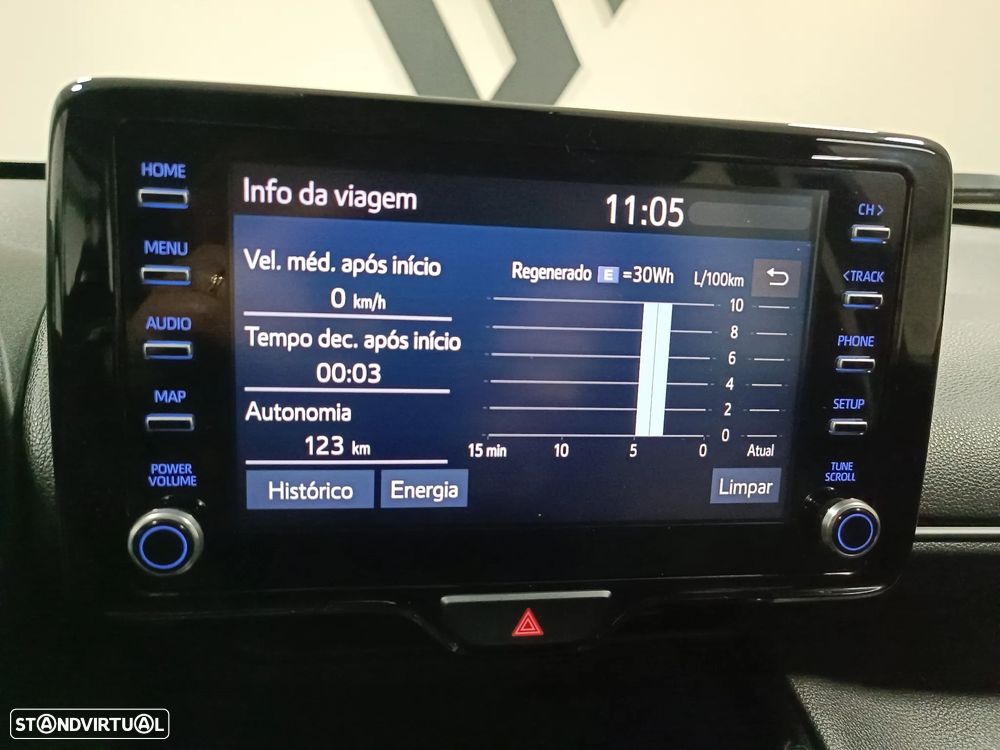 HOME
MENU
AUDIO
MAP
POWER
VOLUME
Info da viagem
11:05
Vel. méd. após início
0 km/h
Tempo dec. após início
00:03
Autonomia
123 km
Histórico
Energia
Regenerado E =30Wh
L/100km
10
8
6
4
2
0
15 min 10 5 0 Atual
Limpar
CH >
< TRACK
PHONE
SETUP
TUNE
SCROLL
STANDVIRTUAL